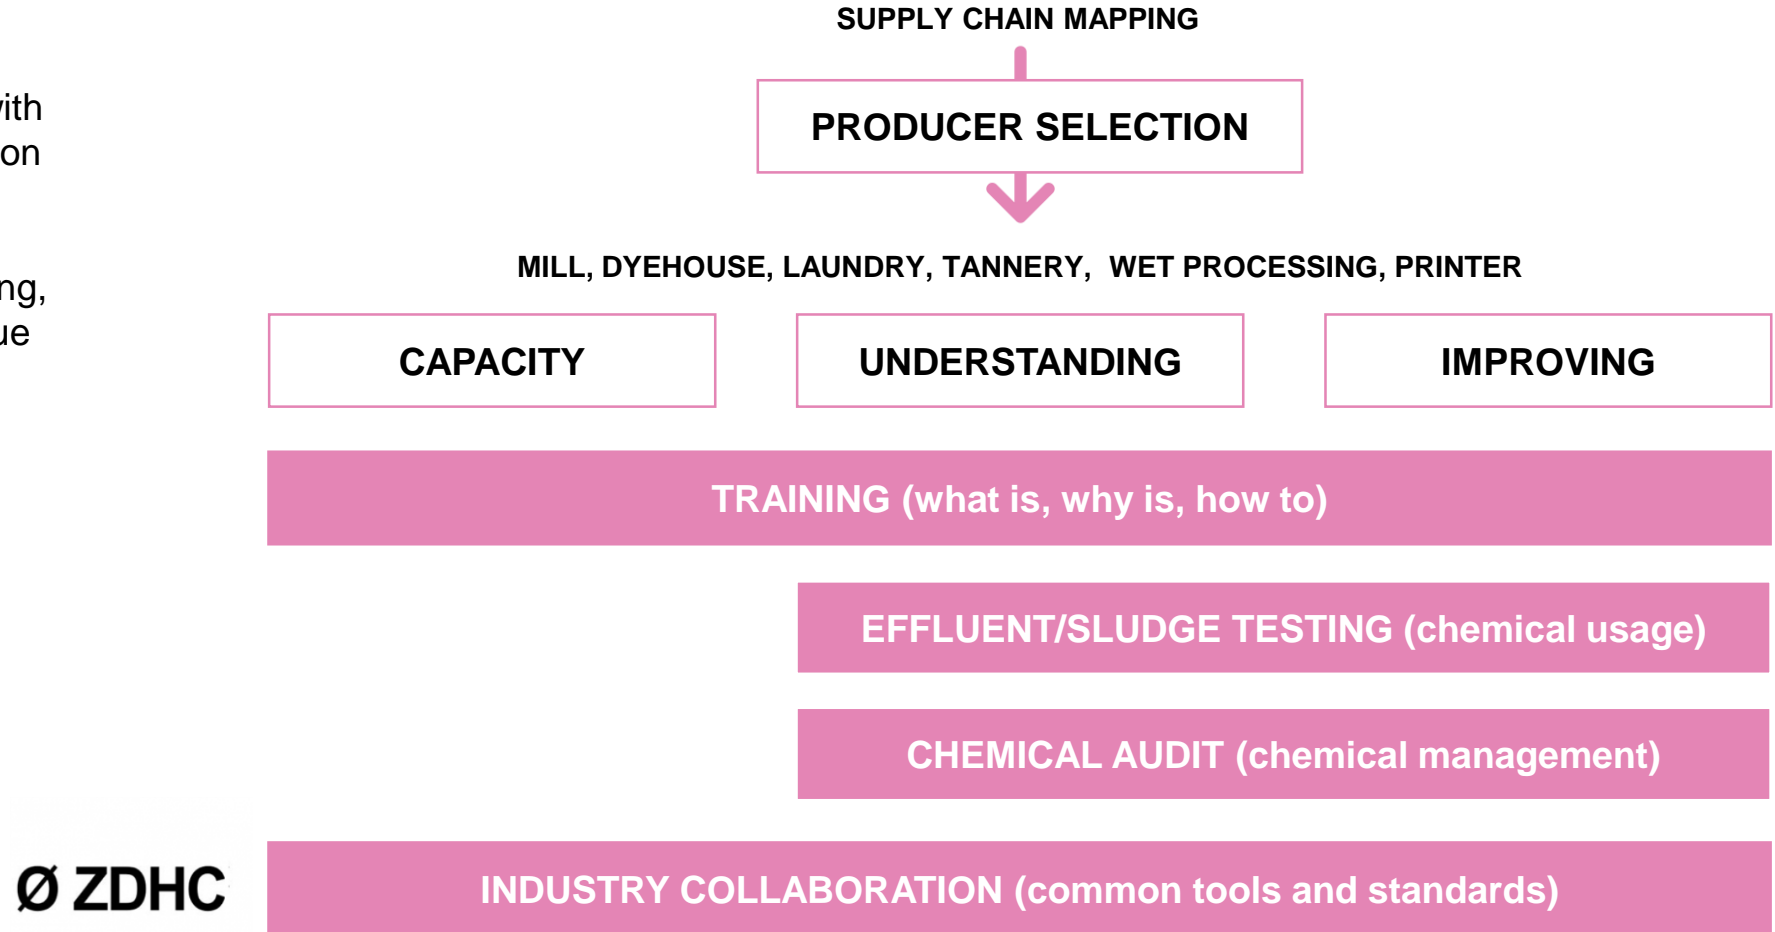 SUPPLY CHAIN MAPPING
PRODUCER SELECTION
MILL, DYEHOUSE, LAUNDRY, TANNERY, WET PROCESSING, PRINTER
CAPACITY
UNDERSTANDING
IMPROVING
TRAINING (what is, why is, how to)
EFFLUENT/SLUDGE TESTING (chemical usage)
CHEMICAL AUDIT (chemical management)
Ø ZDHC
INDUSTRY COLLABORATION (common tools and standards)